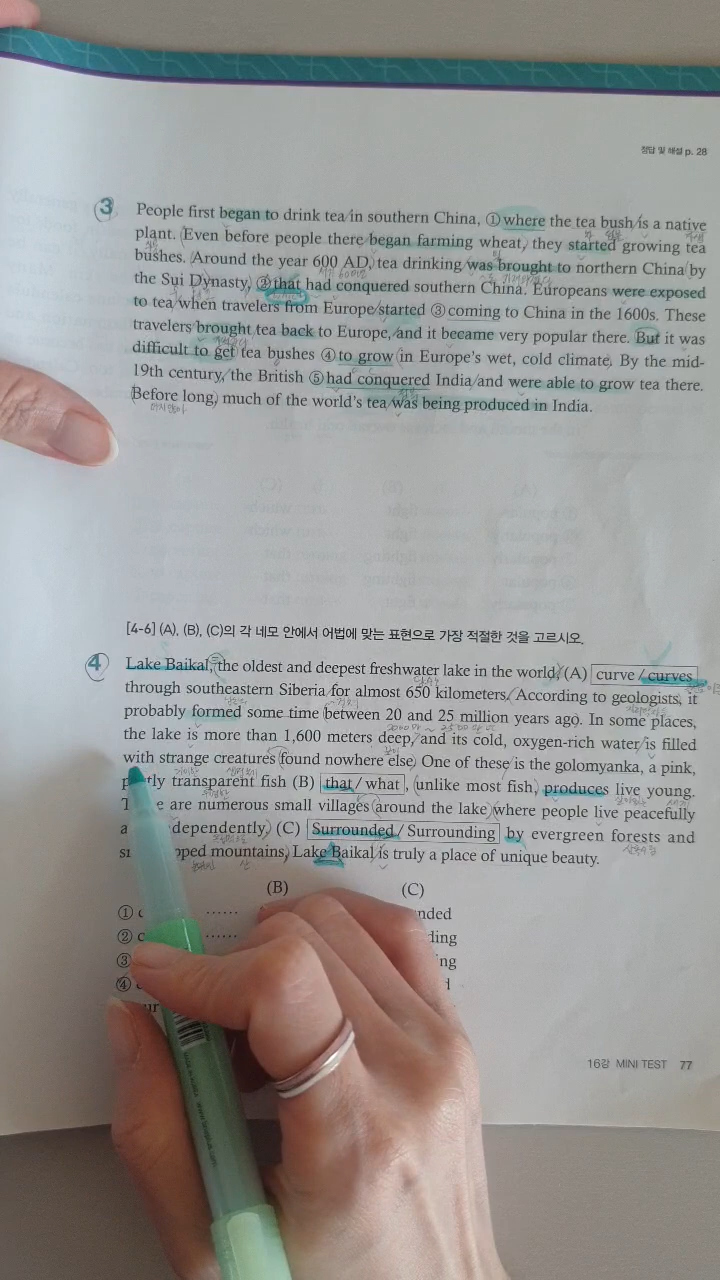 정답 및 해설 p. 28
3 People first began to drink tea in southern China, ① where the tea bush is a native
plant. Even before people there began farming wheat, they started growing tea
bushes. Around the year 600 AD, tea drinking was brought to northern China by
the Sui Dynasty, ② that had conquered southern China. Europeans were exposed
to tea when travelers from Europe started ③ coming to China in the 1600s. These
travelers brought tea back to Europe, and it became very popular there. But it was
difficult to get tea bushes ④ to grow in Europe's wet, cold climate. By the mid-
19th century, the British ⑤ had conquered India and were able to grow tea there.
Before long, much of the world's tea was being produced in India.
[4-6] (A), (B), (C)의 각 네모 안에서 어법에 맞는 표현으로 가장 적절한 것을 고르시오.
4 Lake Baikal, the oldest and deepest freshwater lake in the world, (A) curve / curves
through southeastern Siberia for almost 650 kilometers. According to geologists, it
probably formed some time between 20 and 25 million years ago. In some places,
the lake is more than 1,600 meters deep, and its cold, oxygen-rich water is filled
with strange creatures found nowhere else. One of these is the golomyanka, a pink,
transparent fish (B) that / what, unlike most fish, produces live young.
are numerous small villages around the lake where people live peacefully
dependently. (C) Surrounded / Surrounding by evergreen forests and
mountains, Lake Baikal is truly a place of unique beauty.
(B) (C)
①
②
③
④
16강 MINI TEST 77